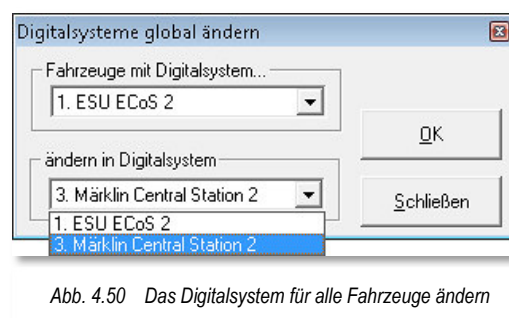 Digitalsysteme global ändern
Fahrzeuge mit Digitalsystem...
1. ESU ECoS 2
OK
ändern in Digitalsystem
3. Märklin Central Station 2
Schließen
1. ESU ECoS 2
3. Märklin Central Station 2
Abb. 4.50 Das Digitalsystem für alle Fahrzeuge ändern